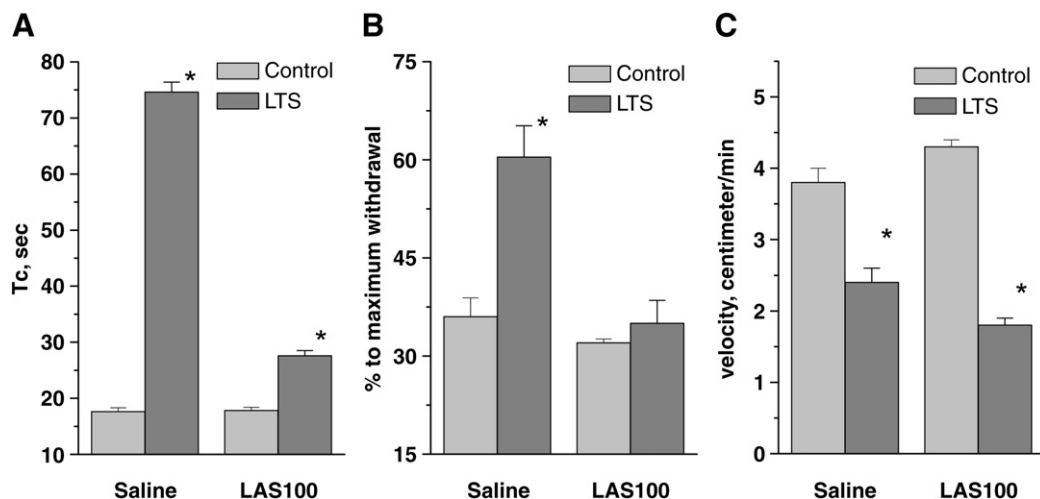 A
Tc, sec
80
70
60
50
40
30
20
10
Control
LTS
*
*
Saline
LAS100
B
% to maximum withdrawal
75
60
45
30
15
Control
LTS
*
Saline
LAS100
C
velocity, centimeter/min
5
4
3
2
1
0
Control
LTS
*
*
Saline
LAS100